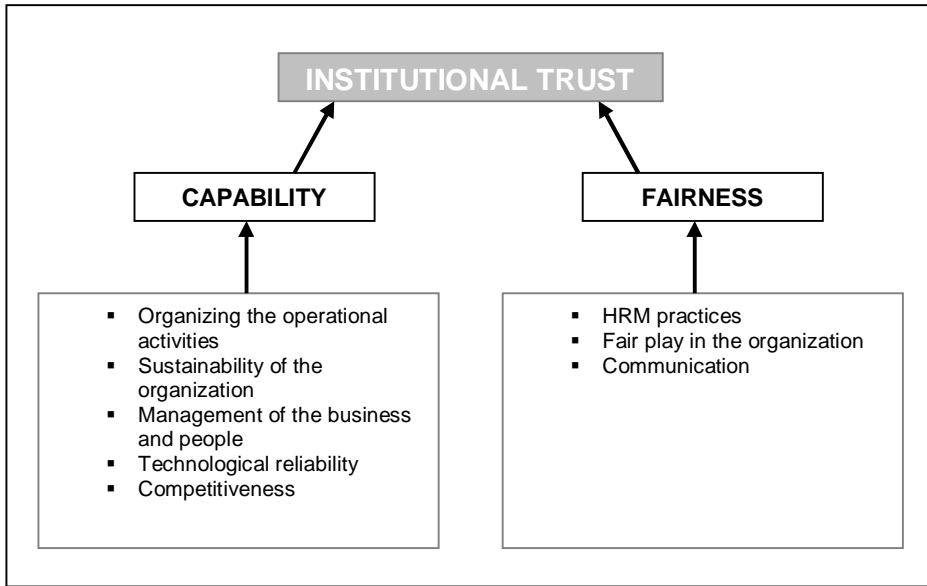 INSTITUTIONAL TRUST
CAPABILITY
FAIRNESS
▪ Organizing the operational
activities
▪ Sustainability of the
organization
▪ Management of the business
and people
▪ Technological reliability
▪ Competitiveness
▪ HRM practices
▪ Fair play in the organization
▪ Communication